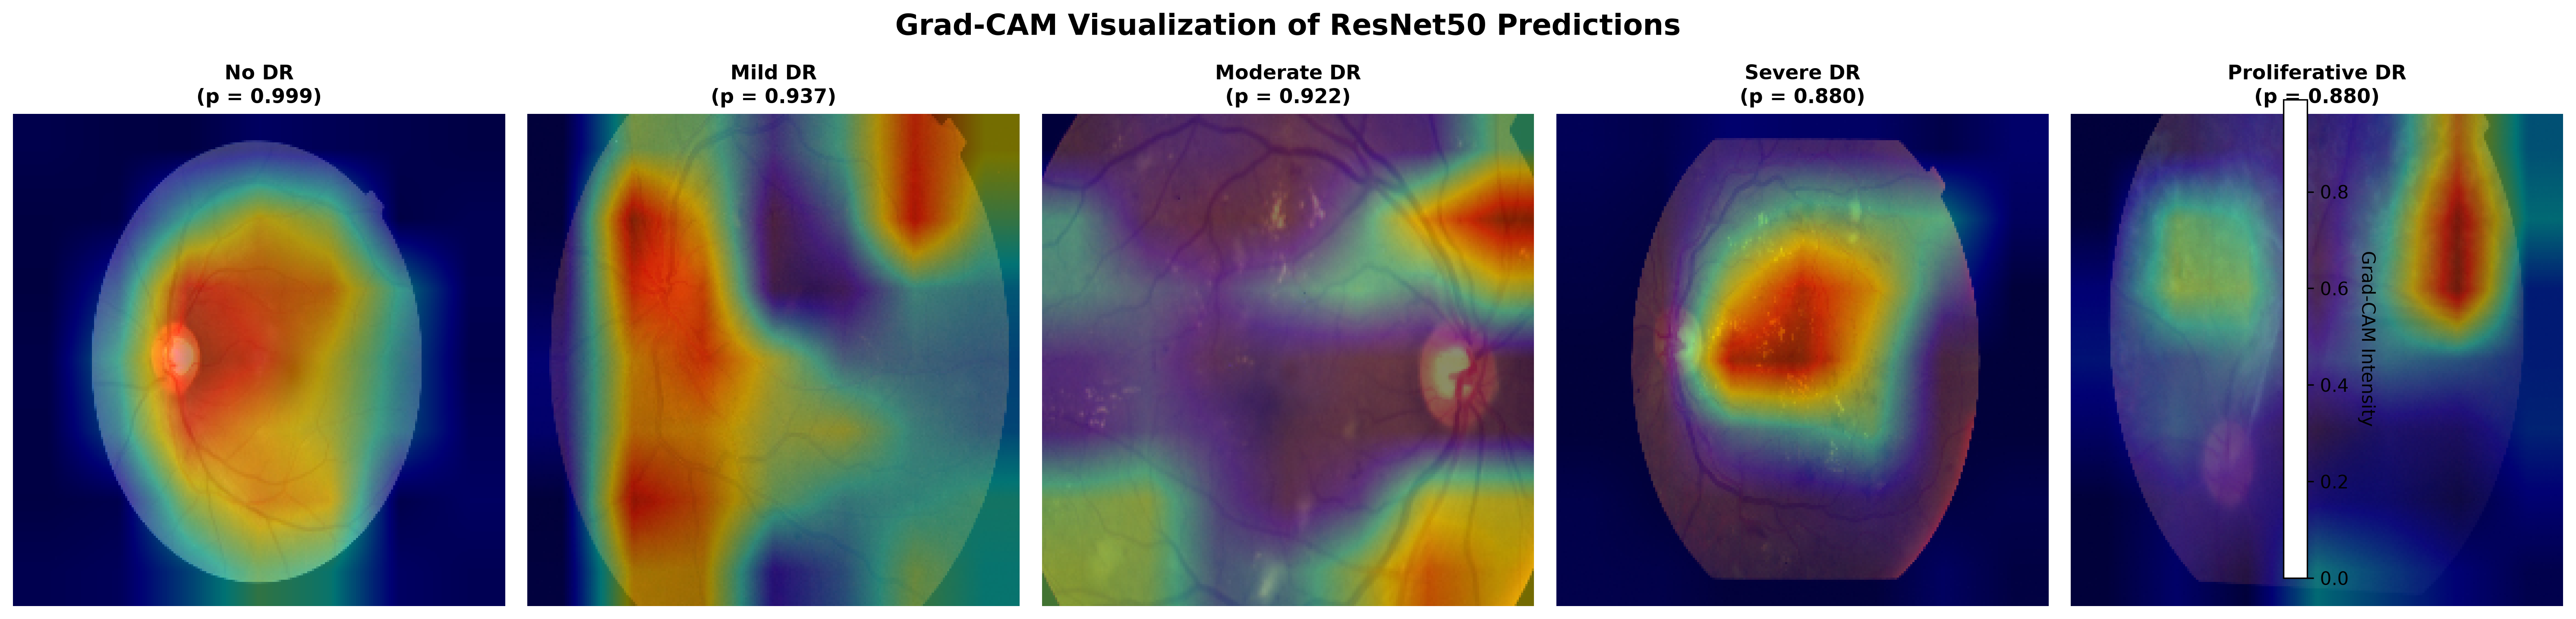 Grad-CAM Visualization of ResNet50 Predictions
No DR
(p = 0.999)
Mild DR
(p = 0.937)
Moderate DR
(p = 0.922)
Severe DR
(p = 0.880)
Proliferative DR
(p = 0.880)
0.8
0.6
0.4
0.2
0.0
Grad-CAM Intensity